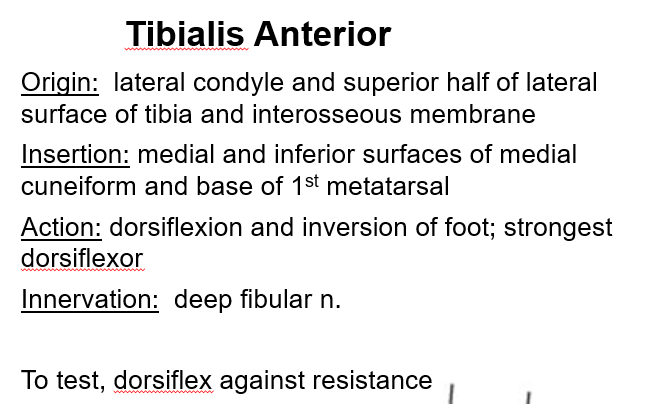 Tibialis Anterior
Origin:  lateral condyle and superior half of lateral
surface of tibia and interosseous membrane
Insertion: medial and inferior surfaces of medial
cuneiform and base of 1st metatarsal
Action: dorsiflexion and inversion of foot; strongest
dorsiflexor
Innervation:  deep fibular n.
To test, dorsiflex against resistance